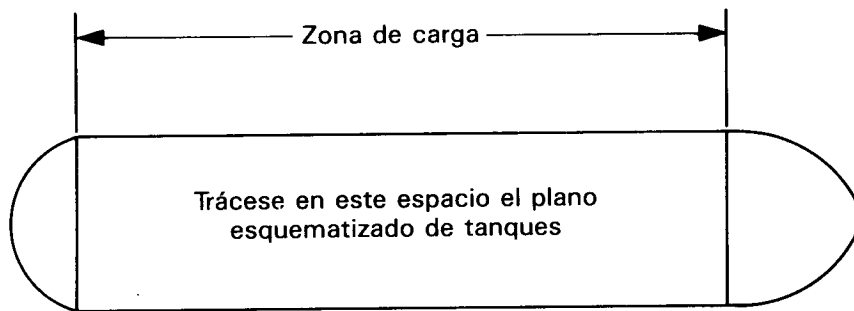 Zona de carga
Trácese en este espacio el plano
esquematizado de tanques